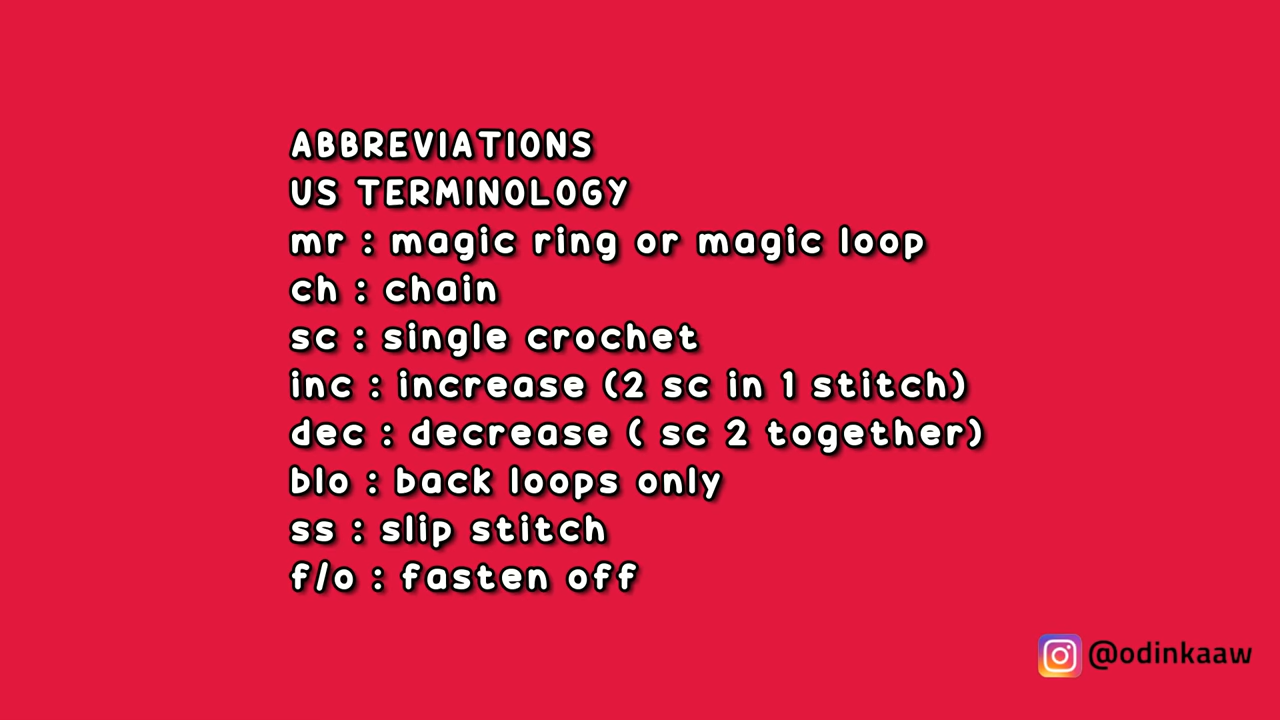 ABBREVIATIONS
US TERMINOLOGY
mr : magic ring or magic loop
ch : chain
sc : single crochet
inc : increase (2 sc in 1 stitch)
dec : decrease ( sc 2 together)
blo : back loops only
ss : slip stitch
f/o : fasten off
@odinkaaw